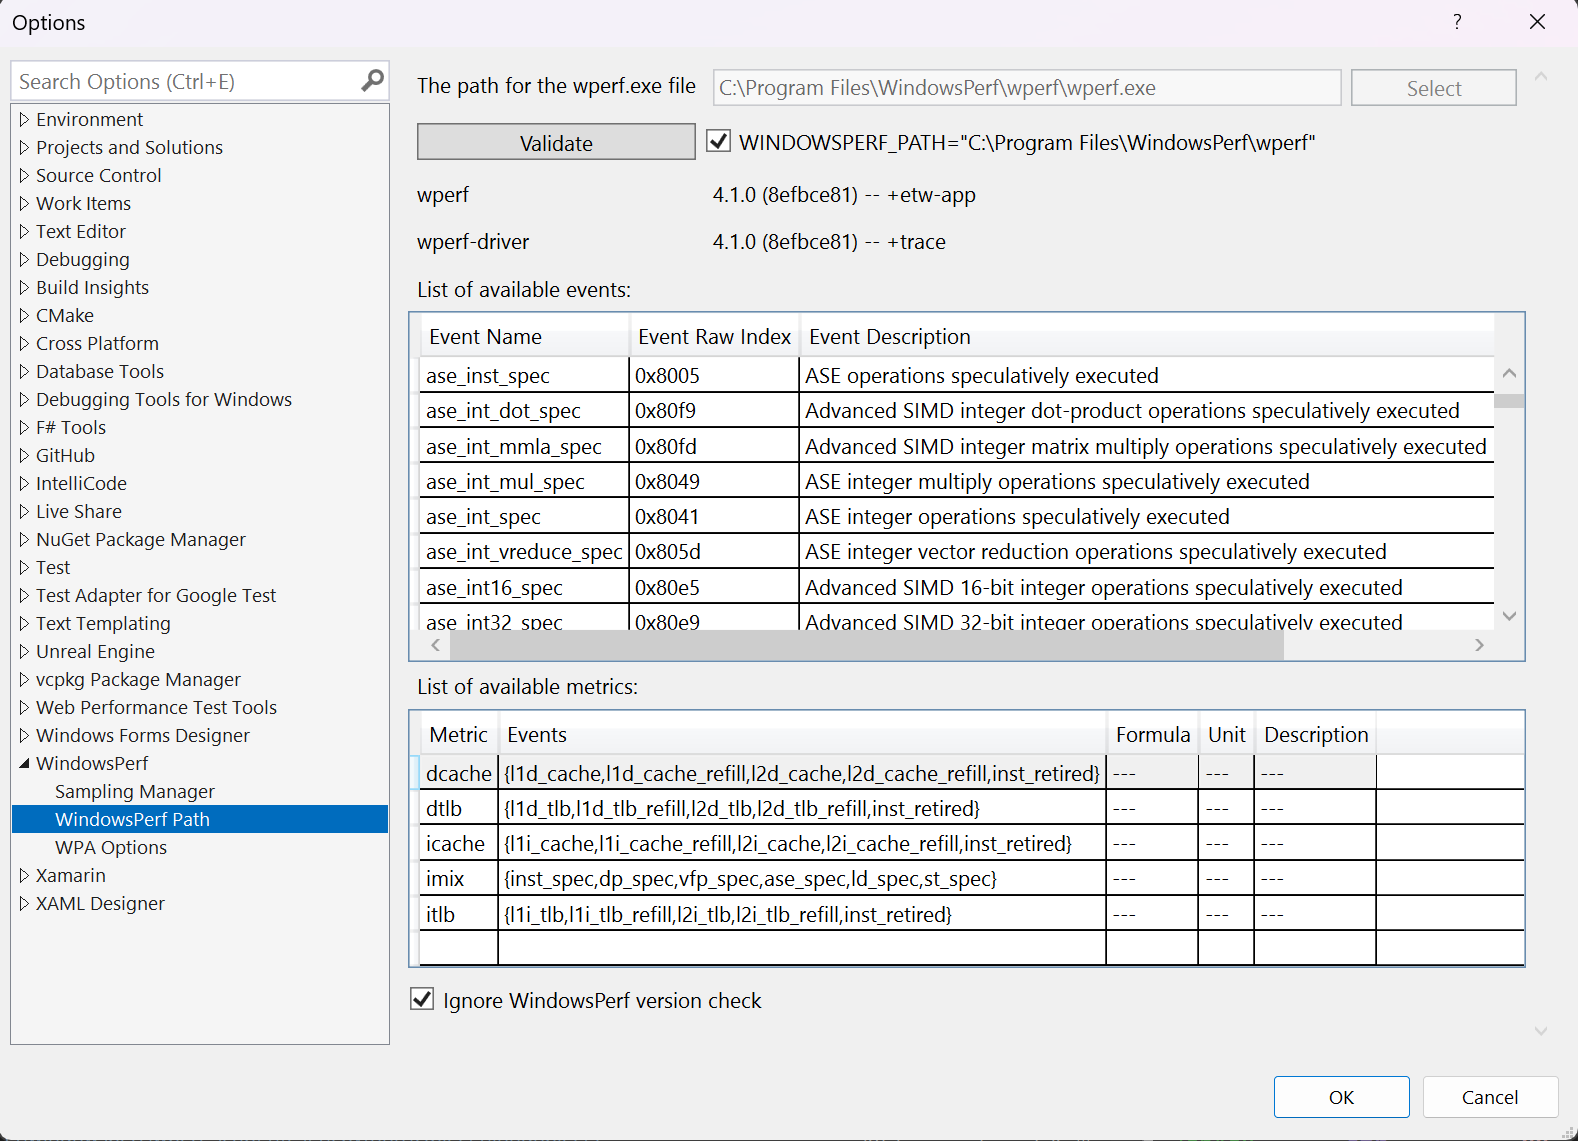 Options
?
Search Options (Ctrl+E)
Environment
Projects and Solutions
Source Control
Work Items
Text Editor
Debugging
Build Insights
CMake
Cross Platform
Database Tools
Debugging Tools for Windows
F# Tools
GitHub
IntelliCode
Live Share
NuGet Package Manager
Test
Test Adapter for Google Test
Text Templating
Unreal Engine
vcpkg Package Manager
Web Performance Test Tools
Windows Forms Designer
WindowsPerf
Sampling Manager
WindowsPerf Path
WPA Options
Xamarin
XAML Designer
The path for the wperf.exe file C:\Program Files\WindowsPerf\wperf\wperf.exe Select
Validate WINDOWSPERF_PATH="C:\Program Files\WindowsPerf\wperf"
wperf 4.1.0 (8efbce81) -- +etw-app
wperf-driver 4.1.0 (8efbce81) -- +trace
List of available events:
Event Name Event Raw Index Event Description
ase_inst_spec 0x8005 ASE operations speculatively executed
ase_int_dot_spec 0x80f9 Advanced SIMD integer dot-product operations speculatively executed
ase_int_mmla_spec 0x80fd Advanced SIMD integer matrix multiply operations speculatively executed
ase_int_mul_spec 0x8049 ASE integer multiply operations speculatively executed
ase_int_spec 0x8041 ASE integer operations speculatively executed
ase_int_vreduce_spec 0x805d ASE integer vector reduction operations speculatively executed
ase_int16_spec 0x80e5 Advanced SIMD 16-bit integer operations speculatively executed
ase_int32_spec 0x80e9 Advanced SIMD 32-bit integer operations speculatively executed
List of available metrics:
Metric Events Formula Unit Description
dcache {l1d_cache,l1d_cache_refill,l2d_cache,l2d_cache_refill,inst_retired} --- --- ---
dtlb {l1d_tlb,l1d_tlb_refill,l2d_tlb,l2d_tlb_refill,inst_retired} --- --- ---
icache {l1i_cache,l1i_cache_refill,l2i_cache,l2i_cache_refill,inst_retired} --- --- ---
imix {inst_spec,dp_spec,vfp_spec,ase_spec,ld_spec,st_spec} --- --- ---
itlb {l1i_tlb,l1i_tlb_refill,l2i_tlb,l2i_tlb_refill,inst_retired} --- --- ---
Ignore WindowsPerf version check
OK Cancel